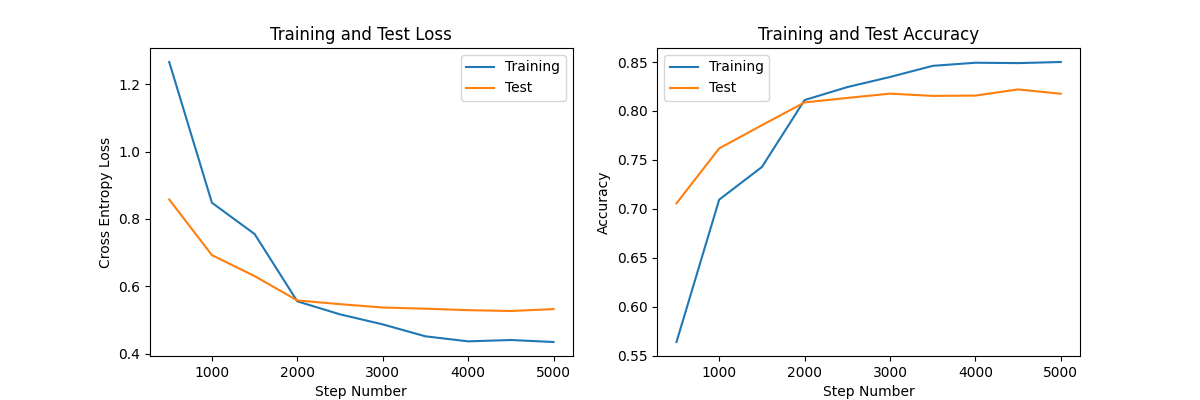 Training and Test Loss
Training
Test
1.2
1.0
0.8
0.6
0.4
Cross Entropy Loss
1000 2000 3000 4000 5000
Step Number
Training and Test Accuracy
Training
Test
0.85
0.80
0.75
0.70
0.65
0.60
0.55
Accuracy
1000 2000 3000 4000 5000
Step Number